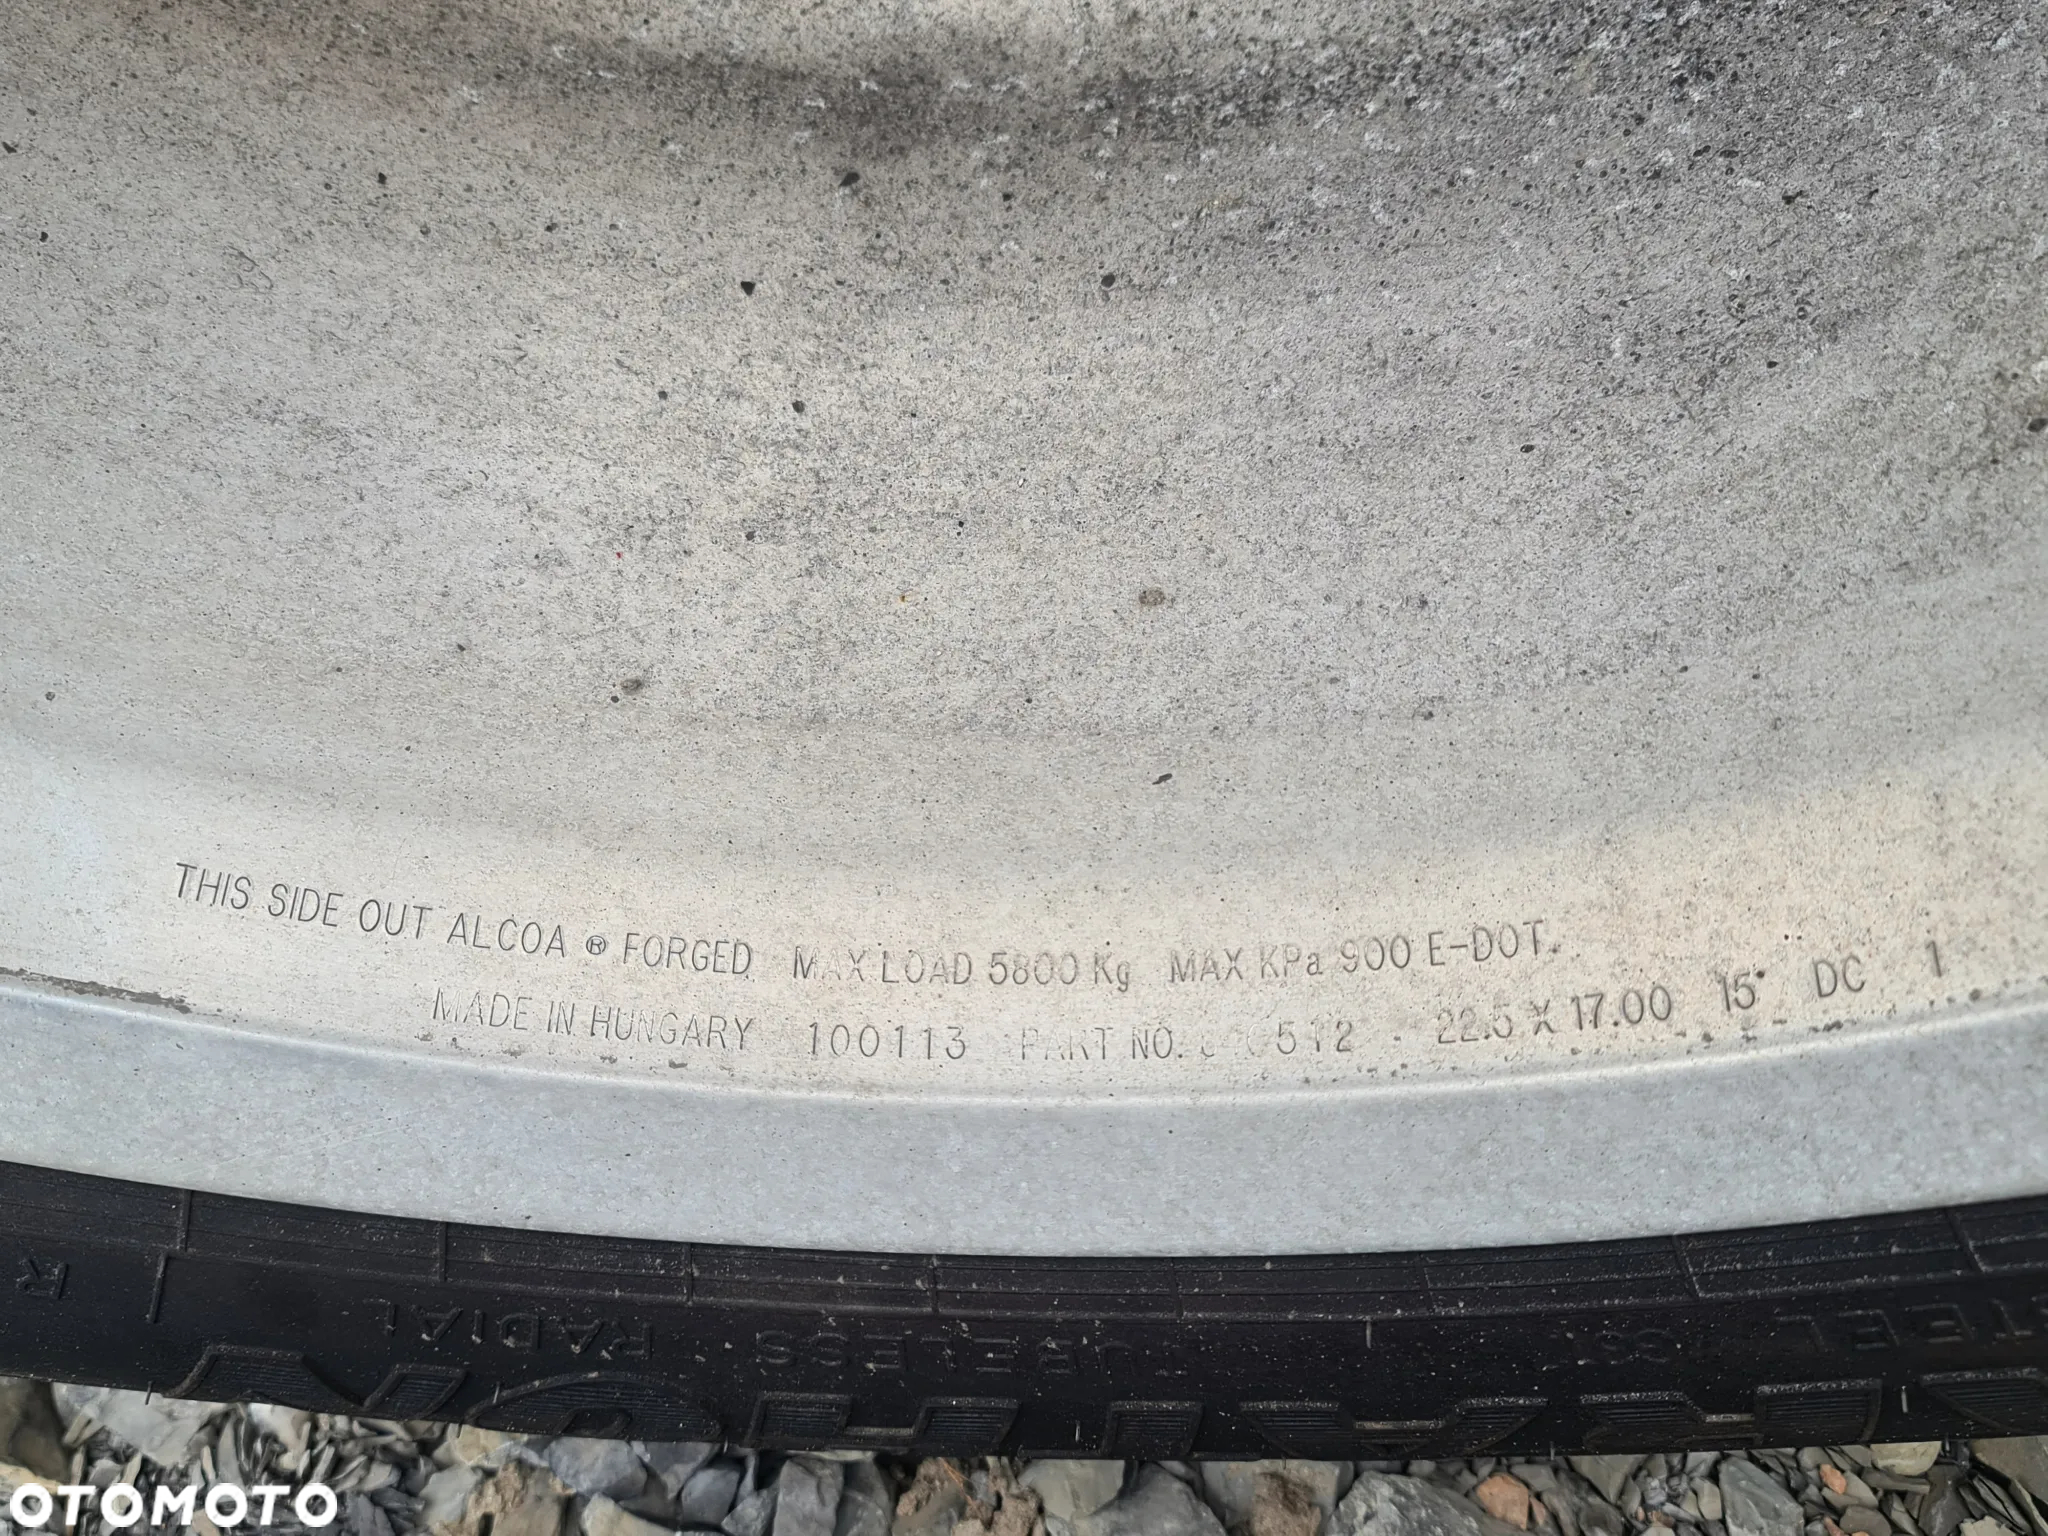 THIS SIDE OUT ALCOA ® FORGED MAX LOAD 5800 Kg MAX KPa 900 E-DOT.
MADE IN HUNGARY 100113 PART NO. 22.5 X 17.00 15° DC 1
R TUBELESS RADIAL
OTOMOTO